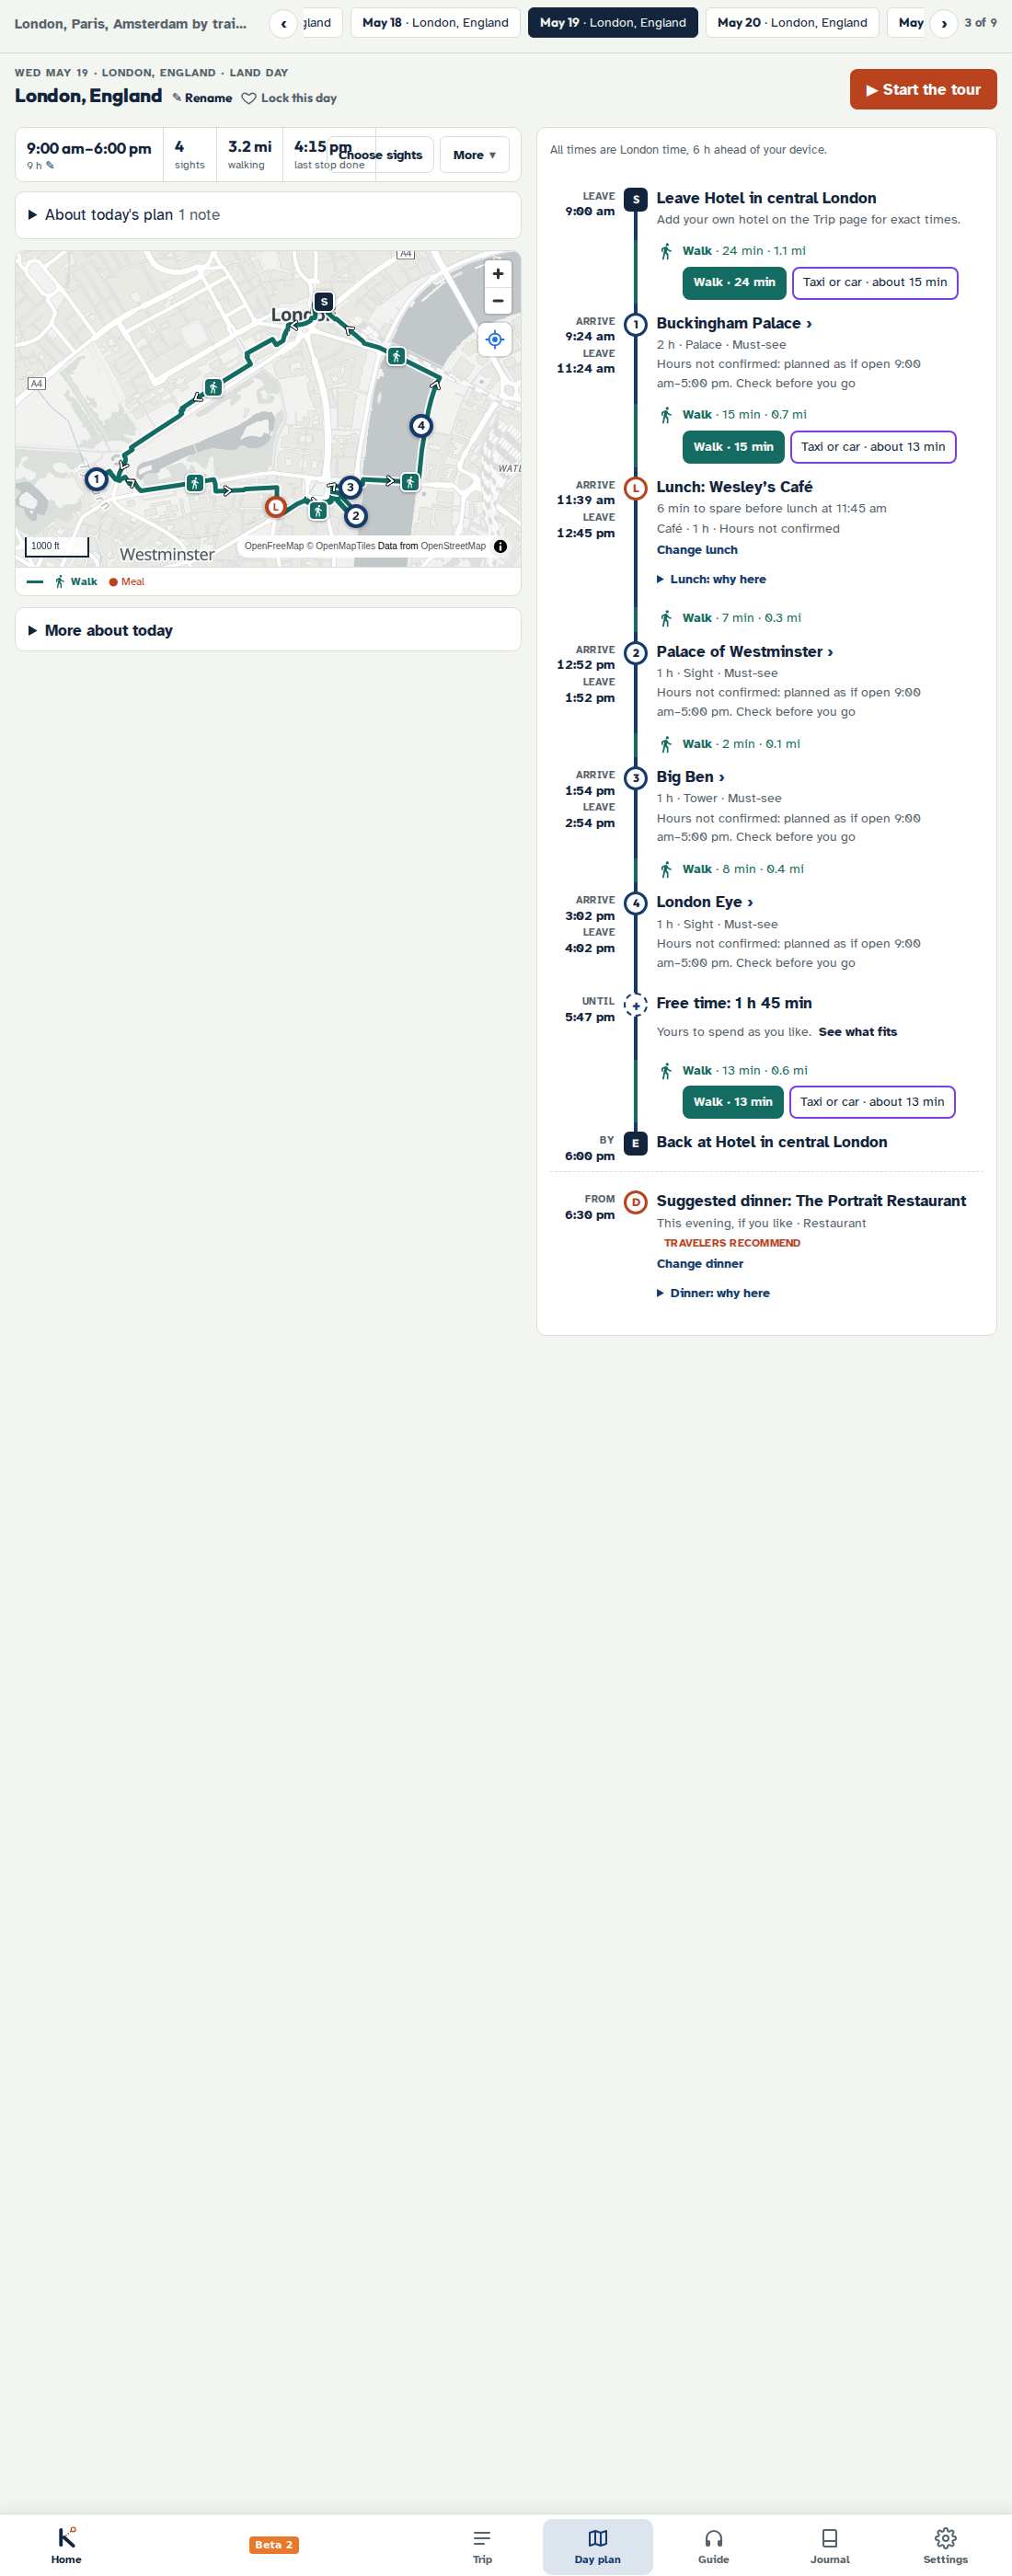 London, Paris, Amsterdam by trai...
‹
gland
May 18 · London, England
May 19 · London, England
May 20 · London, England
May
›
3 of 9
WED MAY 19 · LONDON, ENGLAND · LAND DAY
London, England ✎ Rename Lock this day
▶ Start the tour
9:00 am–6:00 pm
9 h ✎
4
sights
3.2 mi
walking
4:15 pm
last stop done
Choose sights
More ▼
▶ About today's plan 1 note
A4
London
A4
S
1
L
2
3
4
WATE
+
−
1000 ft
Westminster
OpenFreeMap © OpenMapTiles Data from OpenStreetMap
Walk
Meal
▶ More about today
All times are London time, 6 h ahead of your device.
LEAVE
9:00 am
S
Leave Hotel in central London
Add your own hotel on the Trip page for exact times.
Walk · 24 min · 1.1 mi
Walk · 24 min
Taxi or car · about 15 min
ARRIVE
9:24 am
LEAVE
11:24 am
1
Buckingham Palace ›
2 h · Palace · Must-see
Hours not confirmed: planned as if open 9:00
am–5:00 pm. Check before you go
Walk · 15 min · 0.7 mi
Walk · 15 min
Taxi or car · about 13 min
ARRIVE
11:39 am
LEAVE
12:45 pm
L
Lunch: Wesley's Café
6 min to spare before lunch at 11:45 am
Café · 1 h · Hours not confirmed
Change lunch
▶ Lunch: why here
Walk · 7 min · 0.3 mi
ARRIVE
12:52 pm
LEAVE
1:52 pm
2
Palace of Westminster ›
1 h · Sight · Must-see
Hours not confirmed: planned as if open 9:00
am–5:00 pm. Check before you go
Walk · 2 min · 0.1 mi
ARRIVE
1:54 pm
LEAVE
2:54 pm
3
Big Ben ›
1 h · Tower · Must-see
Hours not confirmed: planned as if open 9:00
am–5:00 pm. Check before you go
Walk · 8 min · 0.4 mi
ARRIVE
3:02 pm
LEAVE
4:02 pm
4
London Eye ›
1 h · Sight · Must-see
Hours not confirmed: planned as if open 9:00
am–5:00 pm. Check before you go
UNTIL
5:47 pm
+
Free time: 1 h 45 min
Yours to spend as you like. See what fits
Walk · 13 min · 0.6 mi
Walk · 13 min
Taxi or car · about 13 min
BY
6:00 pm
E
Back at Hotel in central London
FROM
6:30 pm
D
Suggested dinner: The Portrait Restaurant
This evening, if you like · Restaurant
TRAVELERS RECOMMEND
Change dinner
▶ Dinner: why here
Home
Beta 2
Trip
Day plan
Guide
Journal
Settings